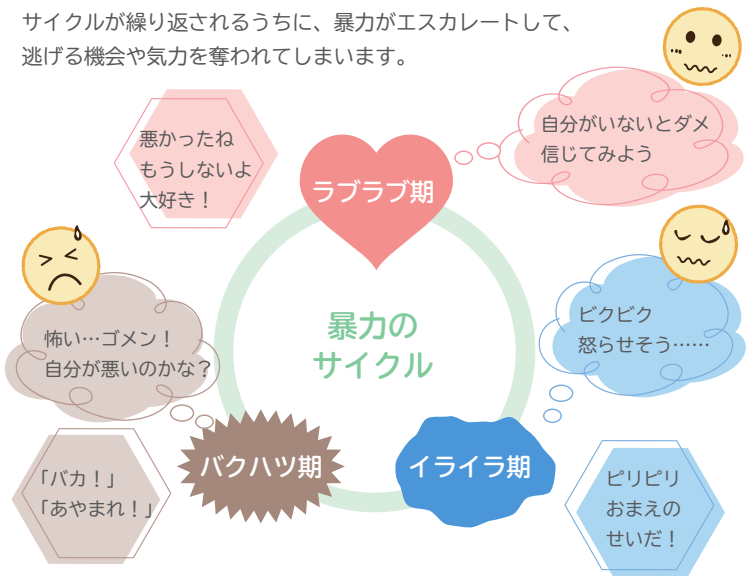 サイクルが繰り返されるうちに、暴力がエスカレートして、
逃げる機会や気力を奪われてしまいます。
悪かったね
もうしないよ
大好き！
ラブラブ期
自分がいないとダメ
信じてみよう
怖い…ゴメン！
自分が悪いのかな？
暴力の
サイクル
ビクビク
怒らせそう……
バクハツ期
イライラ期
「バカ！」
「あやまれ！」
ピリピリ
おまえの
せいだ！